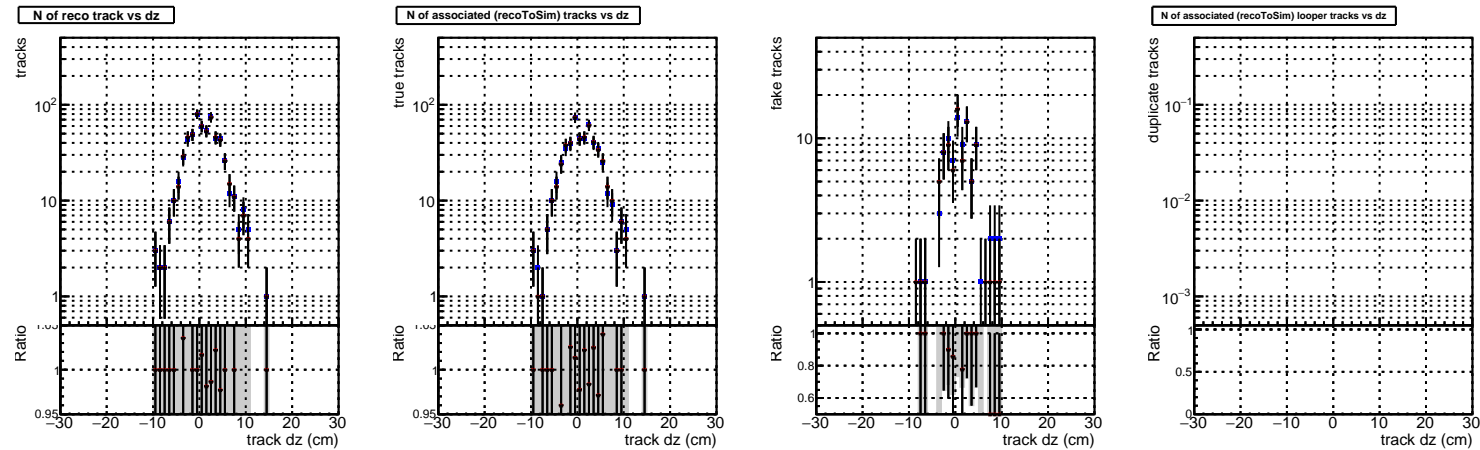 N of reco track vs dz
tracks
10²
10
1
Ratio
1.05
1
0.95
−30 −20 −10 0 10 20 30
track dz (cm)
N of associated (recoToSim) tracks vs dz
true tracks
10²
10
1
Ratio
1.05
1
0.95
−30 −20 −10 0 10 20 30
track dz (cm)
fake tracks
10
1
Ratio
1
0.8
0.6
−30 −20 −10 0 10 20 30
track dz (cm)
N of associated (recoToSim) looper tracks vs dz
duplicate tracks
10⁻¹
10⁻²
10⁻³
Ratio
1
0.5
0
−30 −20 −10 0 10 20 30
track dz (cm)